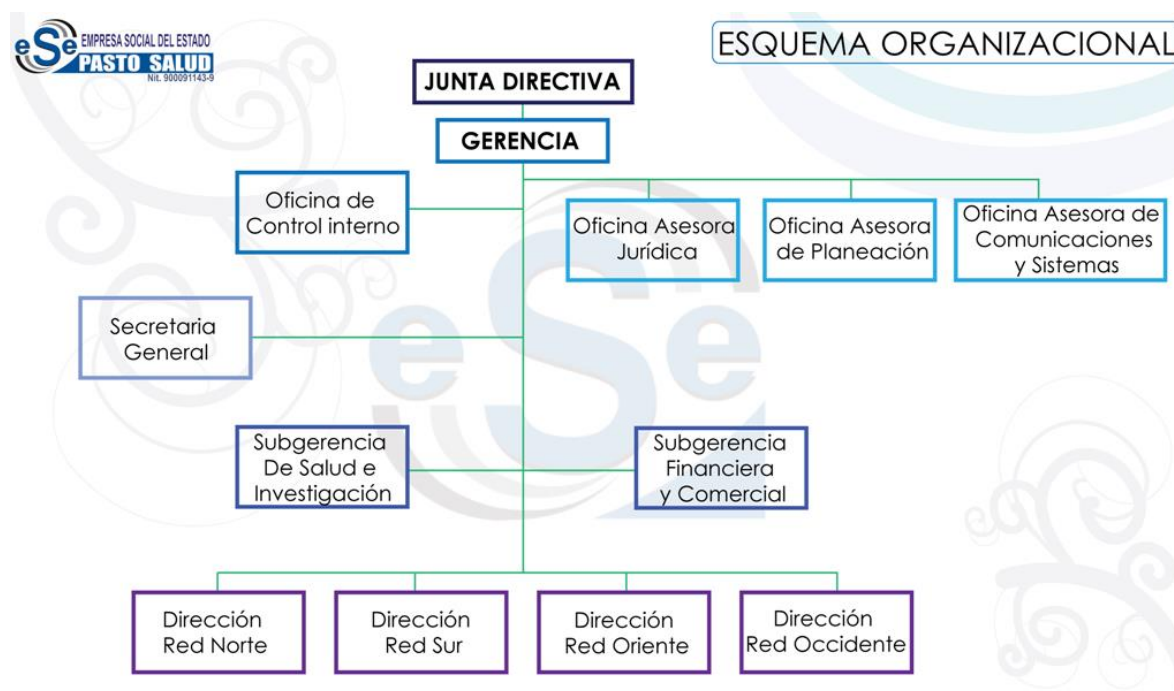 eSe EMPRESA SOCIAL DEL ESTADO
PASTO SALUD
Nit. 900091143-9
ESQUEMA ORGANIZACIONAL
JUNTA DIRECTIVA
GERENCIA
Oficina de
Control interno
Oficina Asesora
Jurídica
Oficina Asesora
de Planeación
Oficina Asesora de
Comunicaciones
y Sistemas
Secretaria
General
eSe
Subgerencia
De Salud e
Investigación
Subgerencia
Financiera
y Comercial
Dirección
Red Norte
Dirección
Red Sur
Dirección
Red Oriente
Dirección
Red Occidente